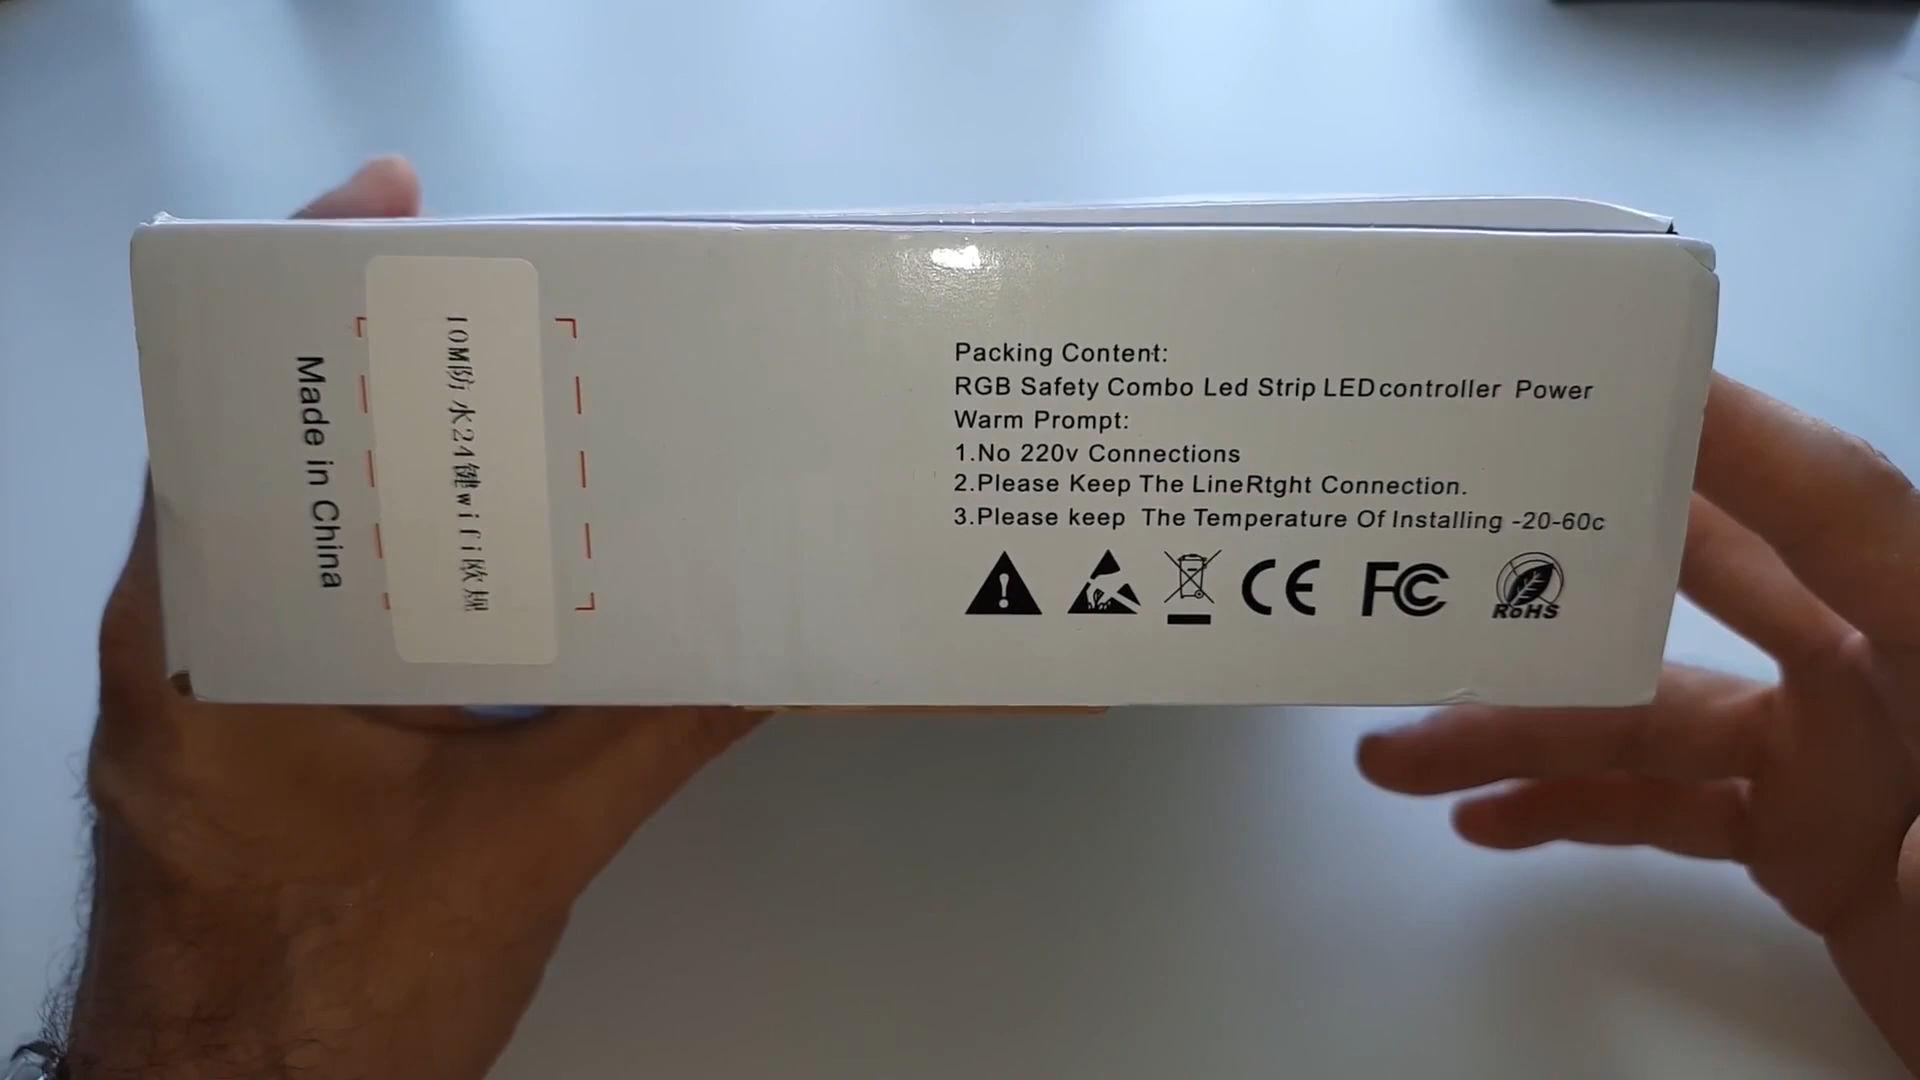 Made in China
10M防水24键wifi欧规
Packing Content:
RGB Safety Combo Led Strip LEDcontroller Power
Warm Prompt:
1.No 220v Connections
2.Please Keep The LineRtght Connection.
3.Please keep The Temperature Of Installing -20-60c
CE FC RoHS